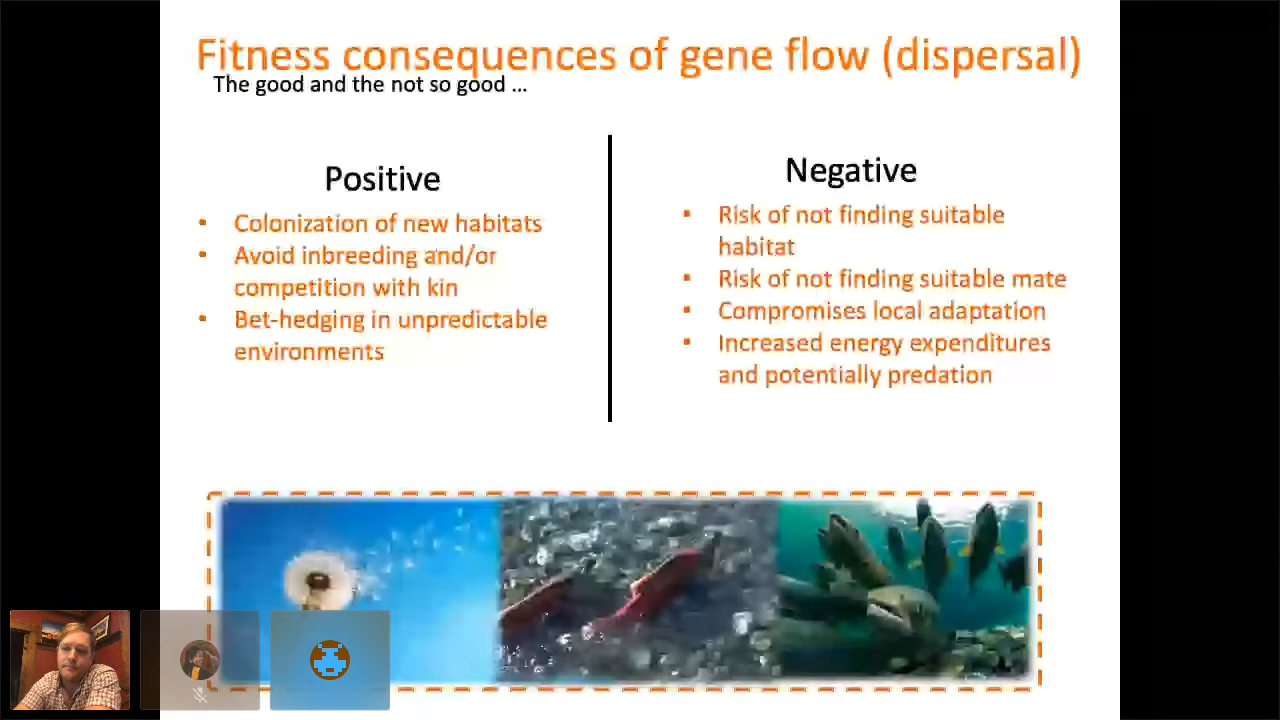 Fitness consequences of gene flow (dispersal)
The good and the not so good ...
Positive
• Colonization of new habitats
• Avoid inbreeding and/or
competition with kin
• Bet-hedging in unpredictable
environments
Negative
• Risk of not finding suitable
habitat
• Risk of not finding suitable mate
• Compromises local adaptation
• Increased energy expenditures
and potentially predation